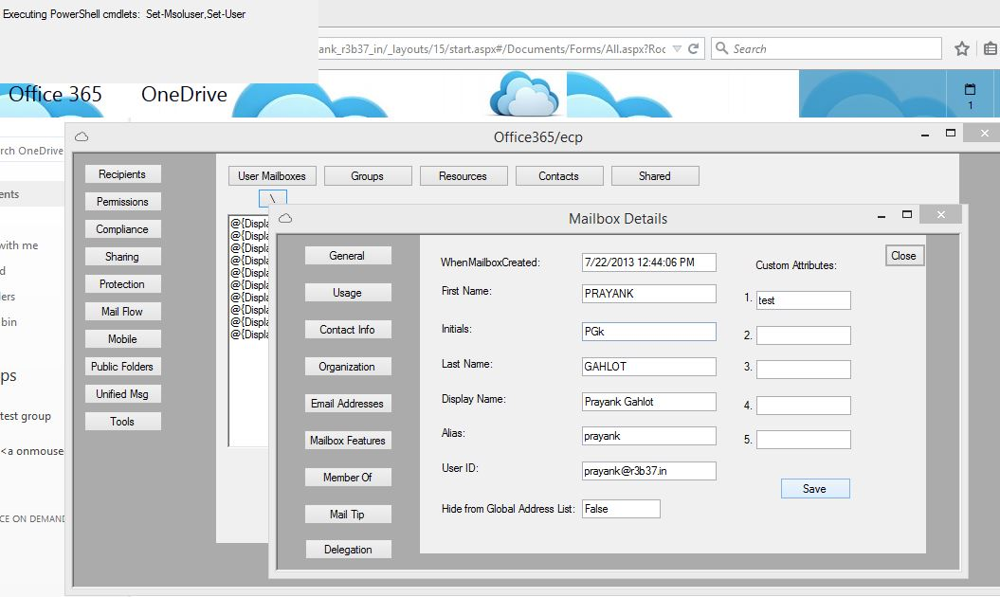 Executing PowerShell cmdlets: Set-Msoluser,Set-User
ank_r3b37_in/_layouts/15/start.aspx#/Documents/Forms/All.aspx?Roc
Search
Office 365 OneDrive
1
rch OneDrive
ents
with me
d
ers
bin
ps
test group
<a onmouse
CE ON DEMAND
Office365/ecp
Recipients
Permissions
Compliance
Sharing
Protection
Mail Flow
Mobile
Public Folders
Unified Msg
Tools
User Mailboxes Groups Resources Contacts Shared
\
@{Displa
@{Displa
@{Displa
@{Displa
@{Displa
@{Displa
@{Displa
@{Displa
@{Displa
@{Displa
Mailbox Details
General
Usage
Contact Info
Organization
Email Addresses
Mailbox Features
Member Of
Mail Tip
Delegation
WhenMailboxCreated: 7/22/2013 12:44:06 PM
First Name: PRAYANK
Initials: PGk
Last Name: GAHLOT
Display Name: Prayank Gahlot
Alias: prayank
User ID: prayank@r3b37.in
Hide from Global Address List: False
Custom Attributes:
Close
1. test
2.
3.
4.
5.
Save